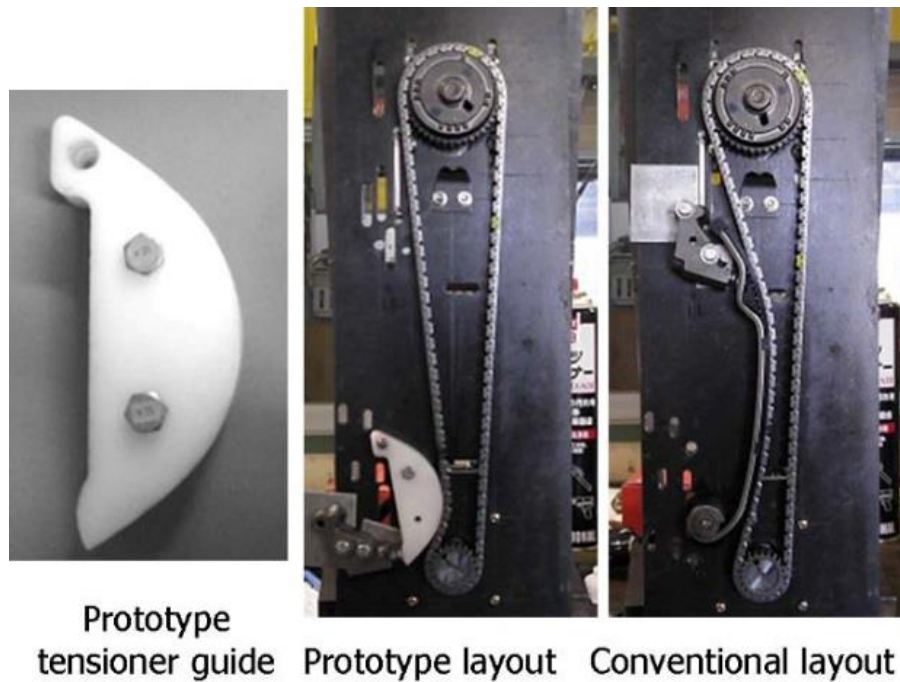 Prototype
tensioner guide
Prototype layout
Conventional layout